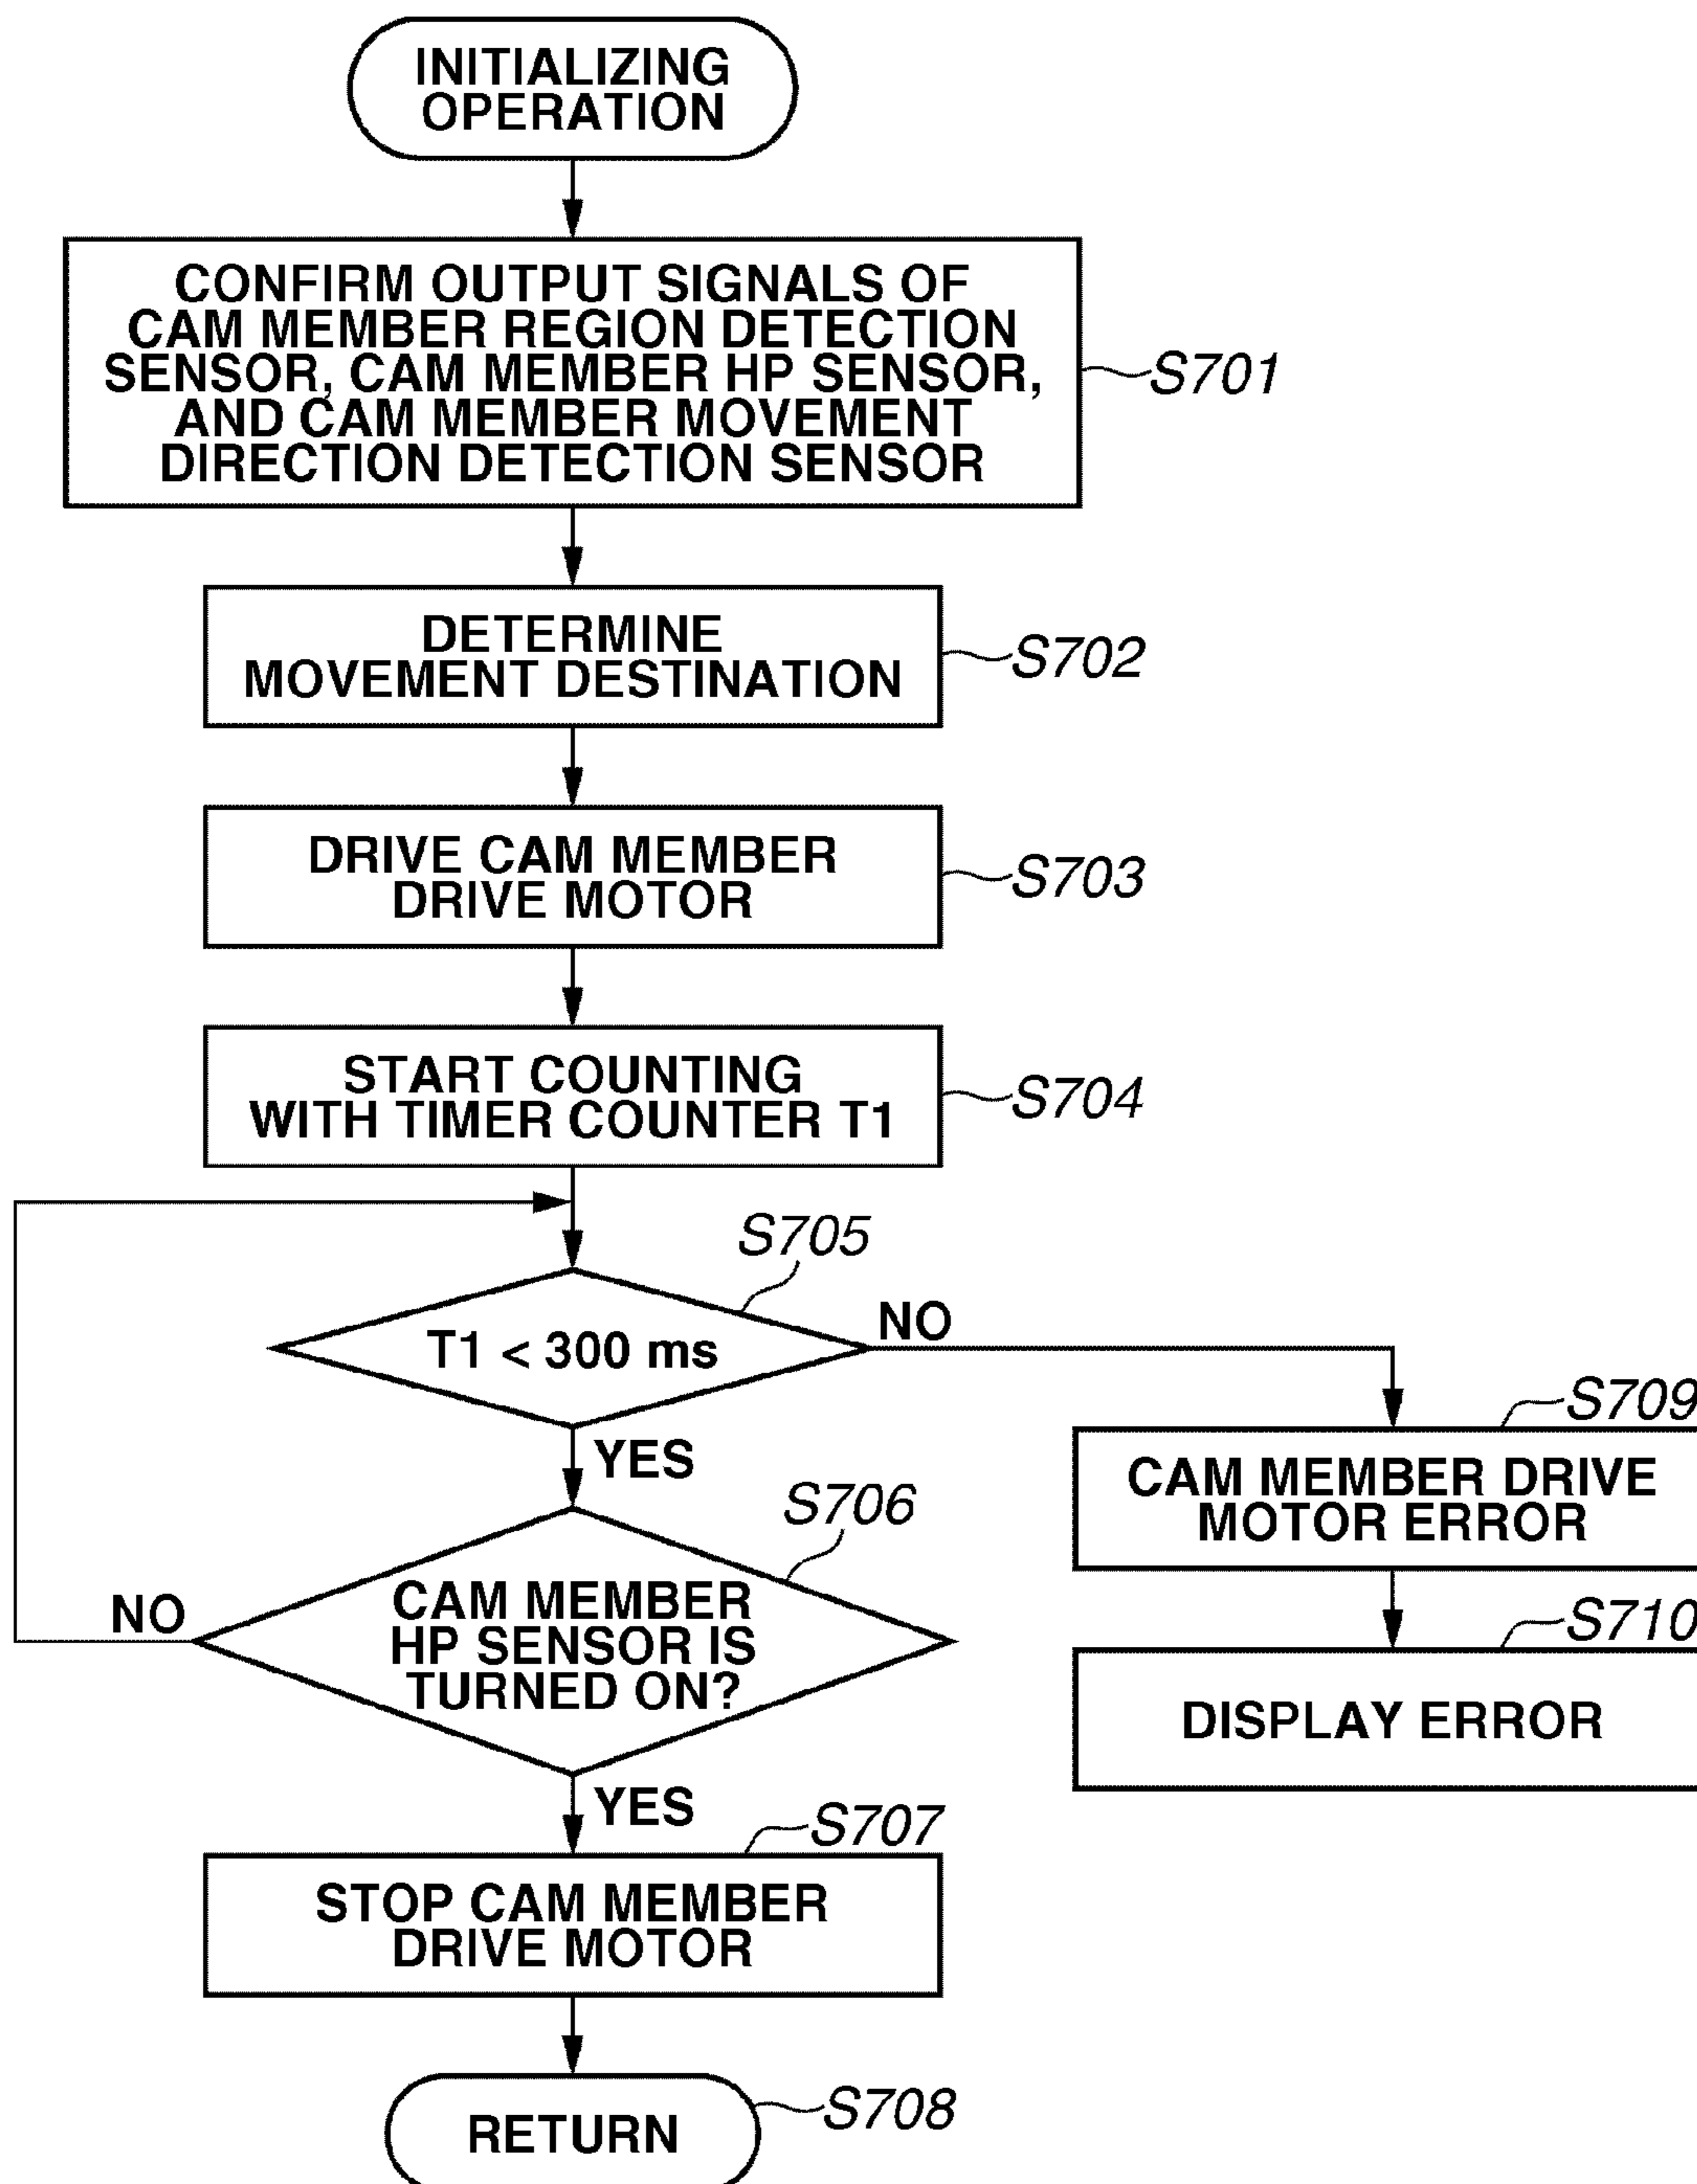 INITIALIZING
OPERATION
CONFIRM OUTPUT SIGNALS OF
CAM MEMBER REGION DETECTION
SENSOR, CAM MEMBER HP SENSOR,
AND CAM MEMBER MOVEMENT
DIRECTION DETECTION SENSOR
S701
DETERMINE
MOVEMENT DESTINATION
S702
DRIVE CAM MEMBER
DRIVE MOTOR
S703
START COUNTING
WITH TIMER COUNTER T1
S704
S705
T1 < 300 ms
NO
YES
S709
CAM MEMBER DRIVE
MOTOR ERROR
S706
CAM MEMBER
HP SENSOR IS
TURNED ON?
NO
YES
S710
DISPLAY ERROR
S707
STOP CAM MEMBER
DRIVE MOTOR
RETURN
S708